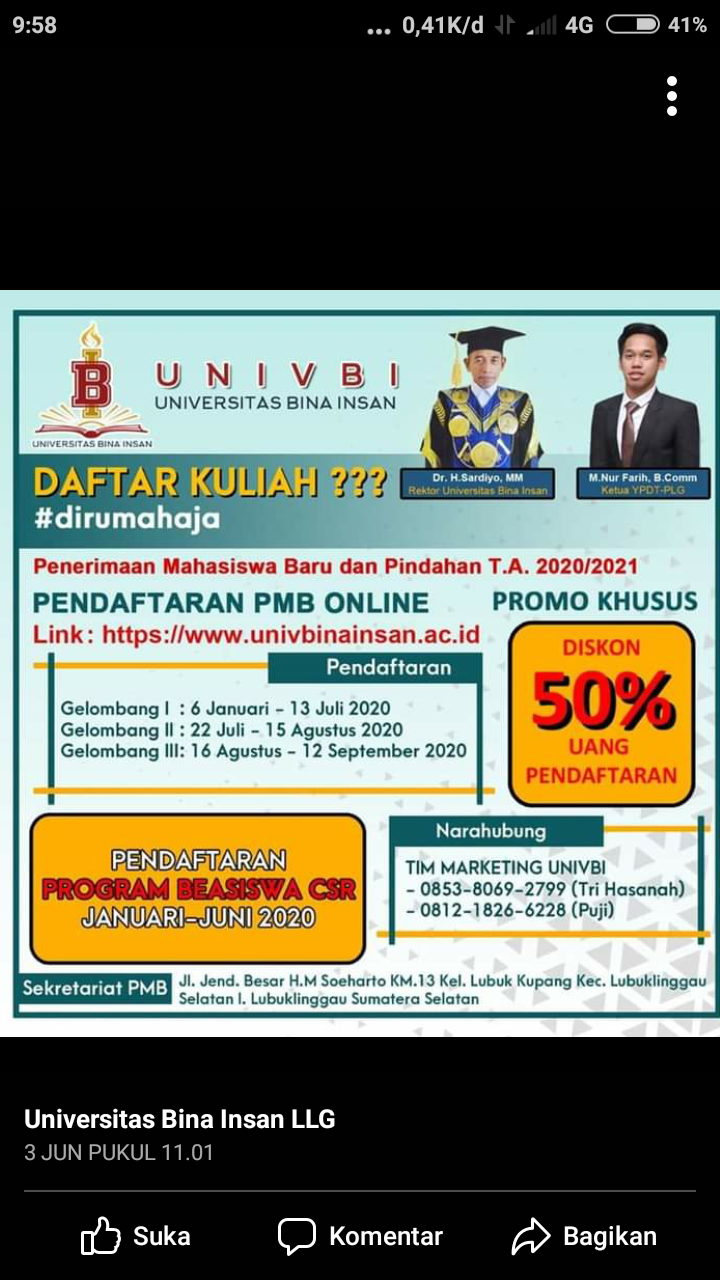 9:58
... 0,41K/d 4G 41%
B
UNIVERSITAS BINA INSAN
UNIVBI
UNIVERSITAS BINA INSAN
Dr. H.Sardiyo, MM
Rektor Universitas Bina Insan
M.Nur Farih, B.Comm
Ketua YPDT-PLG
DAFTAR KULIAH ???
#dirumahaja
Penerimaan Mahasiswa Baru dan Pindahan T.A. 2020/2021
PENDAFTARAN PMB ONLINE
Link: https://www.univbinainsan.ac.id
Pendaftaran
Gelombang I : 6 Januari - 13 Juli 2020
Gelombang II : 22 Juli - 15 Agustus 2020
Gelombang III: 16 Agustus - 12 September 2020
PROMO KHUSUS
DISKON
50%
UANG
PENDAFTARAN
PENDAFTARAN
PROGRAM BEASISWA CSR
JANUARI-JUNI 2020
Narahubung
TIM MARKETING UNIVBI
- 0853-8069-2799 (Tri Hasanah)
- 0812-1826-6228 (Puji)
Sekretariat PMB
Jl. Jend. Besar H.M Soeharto KM.13 Kel. Lubuk Kupang Kec. Lubuklinggau
Selatan I. Lubuklinggau Sumatera Selatan
Universitas Bina Insan LLG
3 JUN PUKUL 11.01
Suka
Komentar
Bagikan